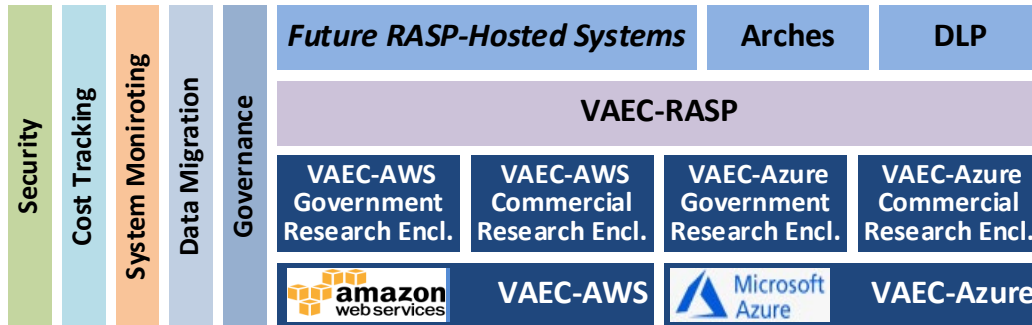 Security
Cost Tracking
System Moniroting
Data Migration
Governance
Future RASP-Hosted Systems
Arches
DLP
VAEC-RASP
VAEC-AWS
Government
Research Encl.
VAEC-AWS
Commercial
Research Encl.
VAEC-Azure
Government
Research Encl.
VAEC-Azure
Commercial
Research Encl.
amazon
webservices
VAEC-AWS
Microsoft
Azure
VAEC-Azure